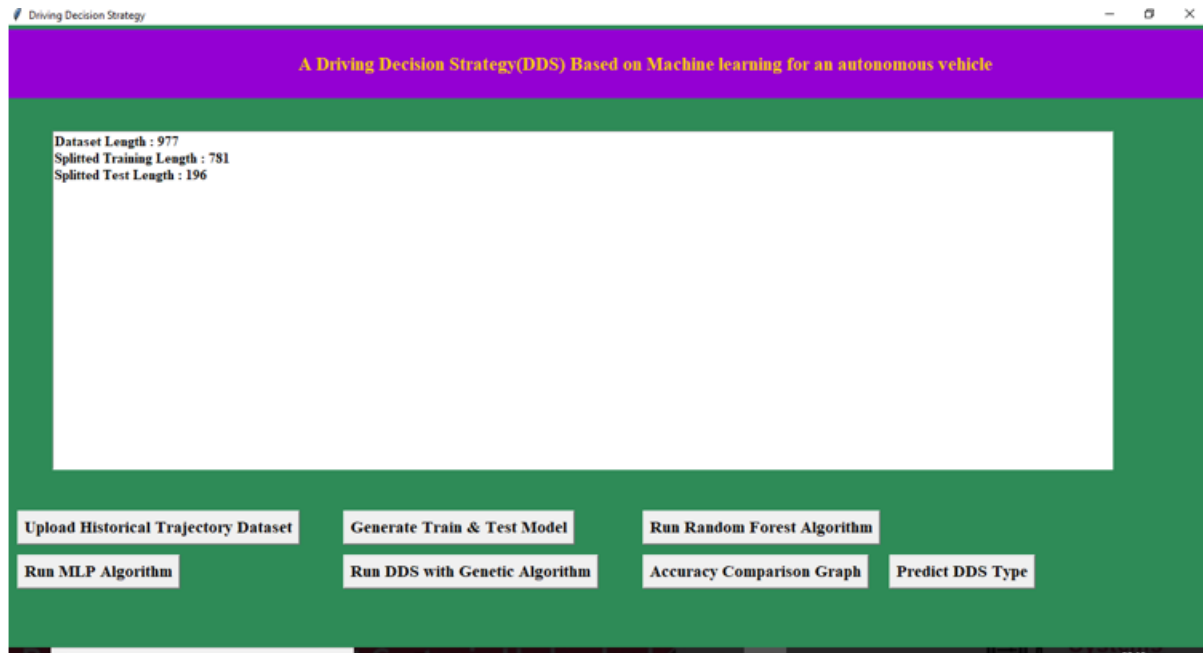 Driving Decision Strategy
A Driving Decision Strategy(DDS) Based on Machine learning for an autonomous vehicle
Dataset Length : 977
Splitted Training Length : 781
Splitted Test Length : 196
Upload Historical Trajectory Dataset
Generate Train & Test Model
Run Random Forest Algorithm
Run MLP Algorithm
Run DDS with Genetic Algorithm
Accuracy Comparison Graph
Predict DDS Type